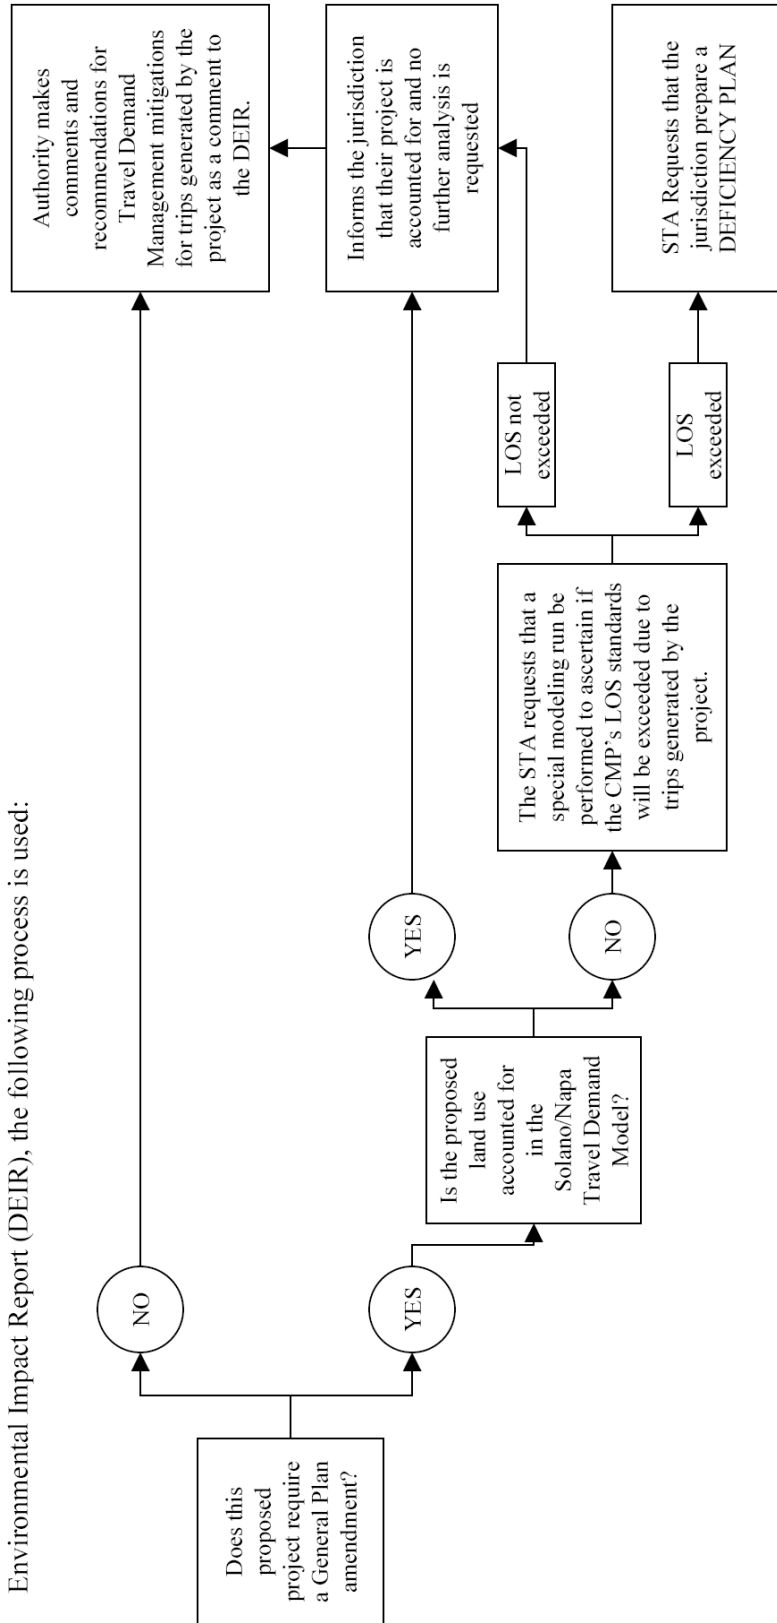 Environmental Impact Report (DEIR), the following process is used:
Does this
proposed
project require
a General Plan
amendment?
NO
YES
Is the proposed
land use
accounted for
in the
Solano/Napa
Travel Demand
Model?
YES
NO
The STA requests that a
special modeling run be
performed to ascertain if
the CMP's LOS standards
will be exceeded due to
trips generated by the
project.
LOS not
exceeded
LOS
exceeded
Authority makes
comments and
recommendations for
Travel Demand
Management mitigations
for trips generated by the
project as a comment to
the DEIR.
Informs the jurisdiction
that their project is
accounted for and no
further analysis is
requested
STA Requests that the
jurisdiction prepare a
DEFICIENCY PLAN